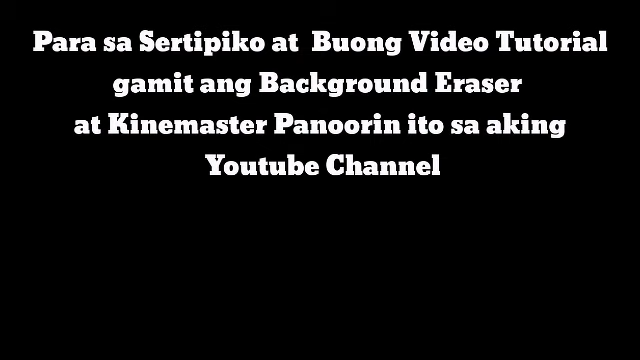 Para sa Sertipiko at Buong Video Tutorial
gamit ang Background Eraser
at Kinemaster Panoorin ito sa aking
Youtube Channel